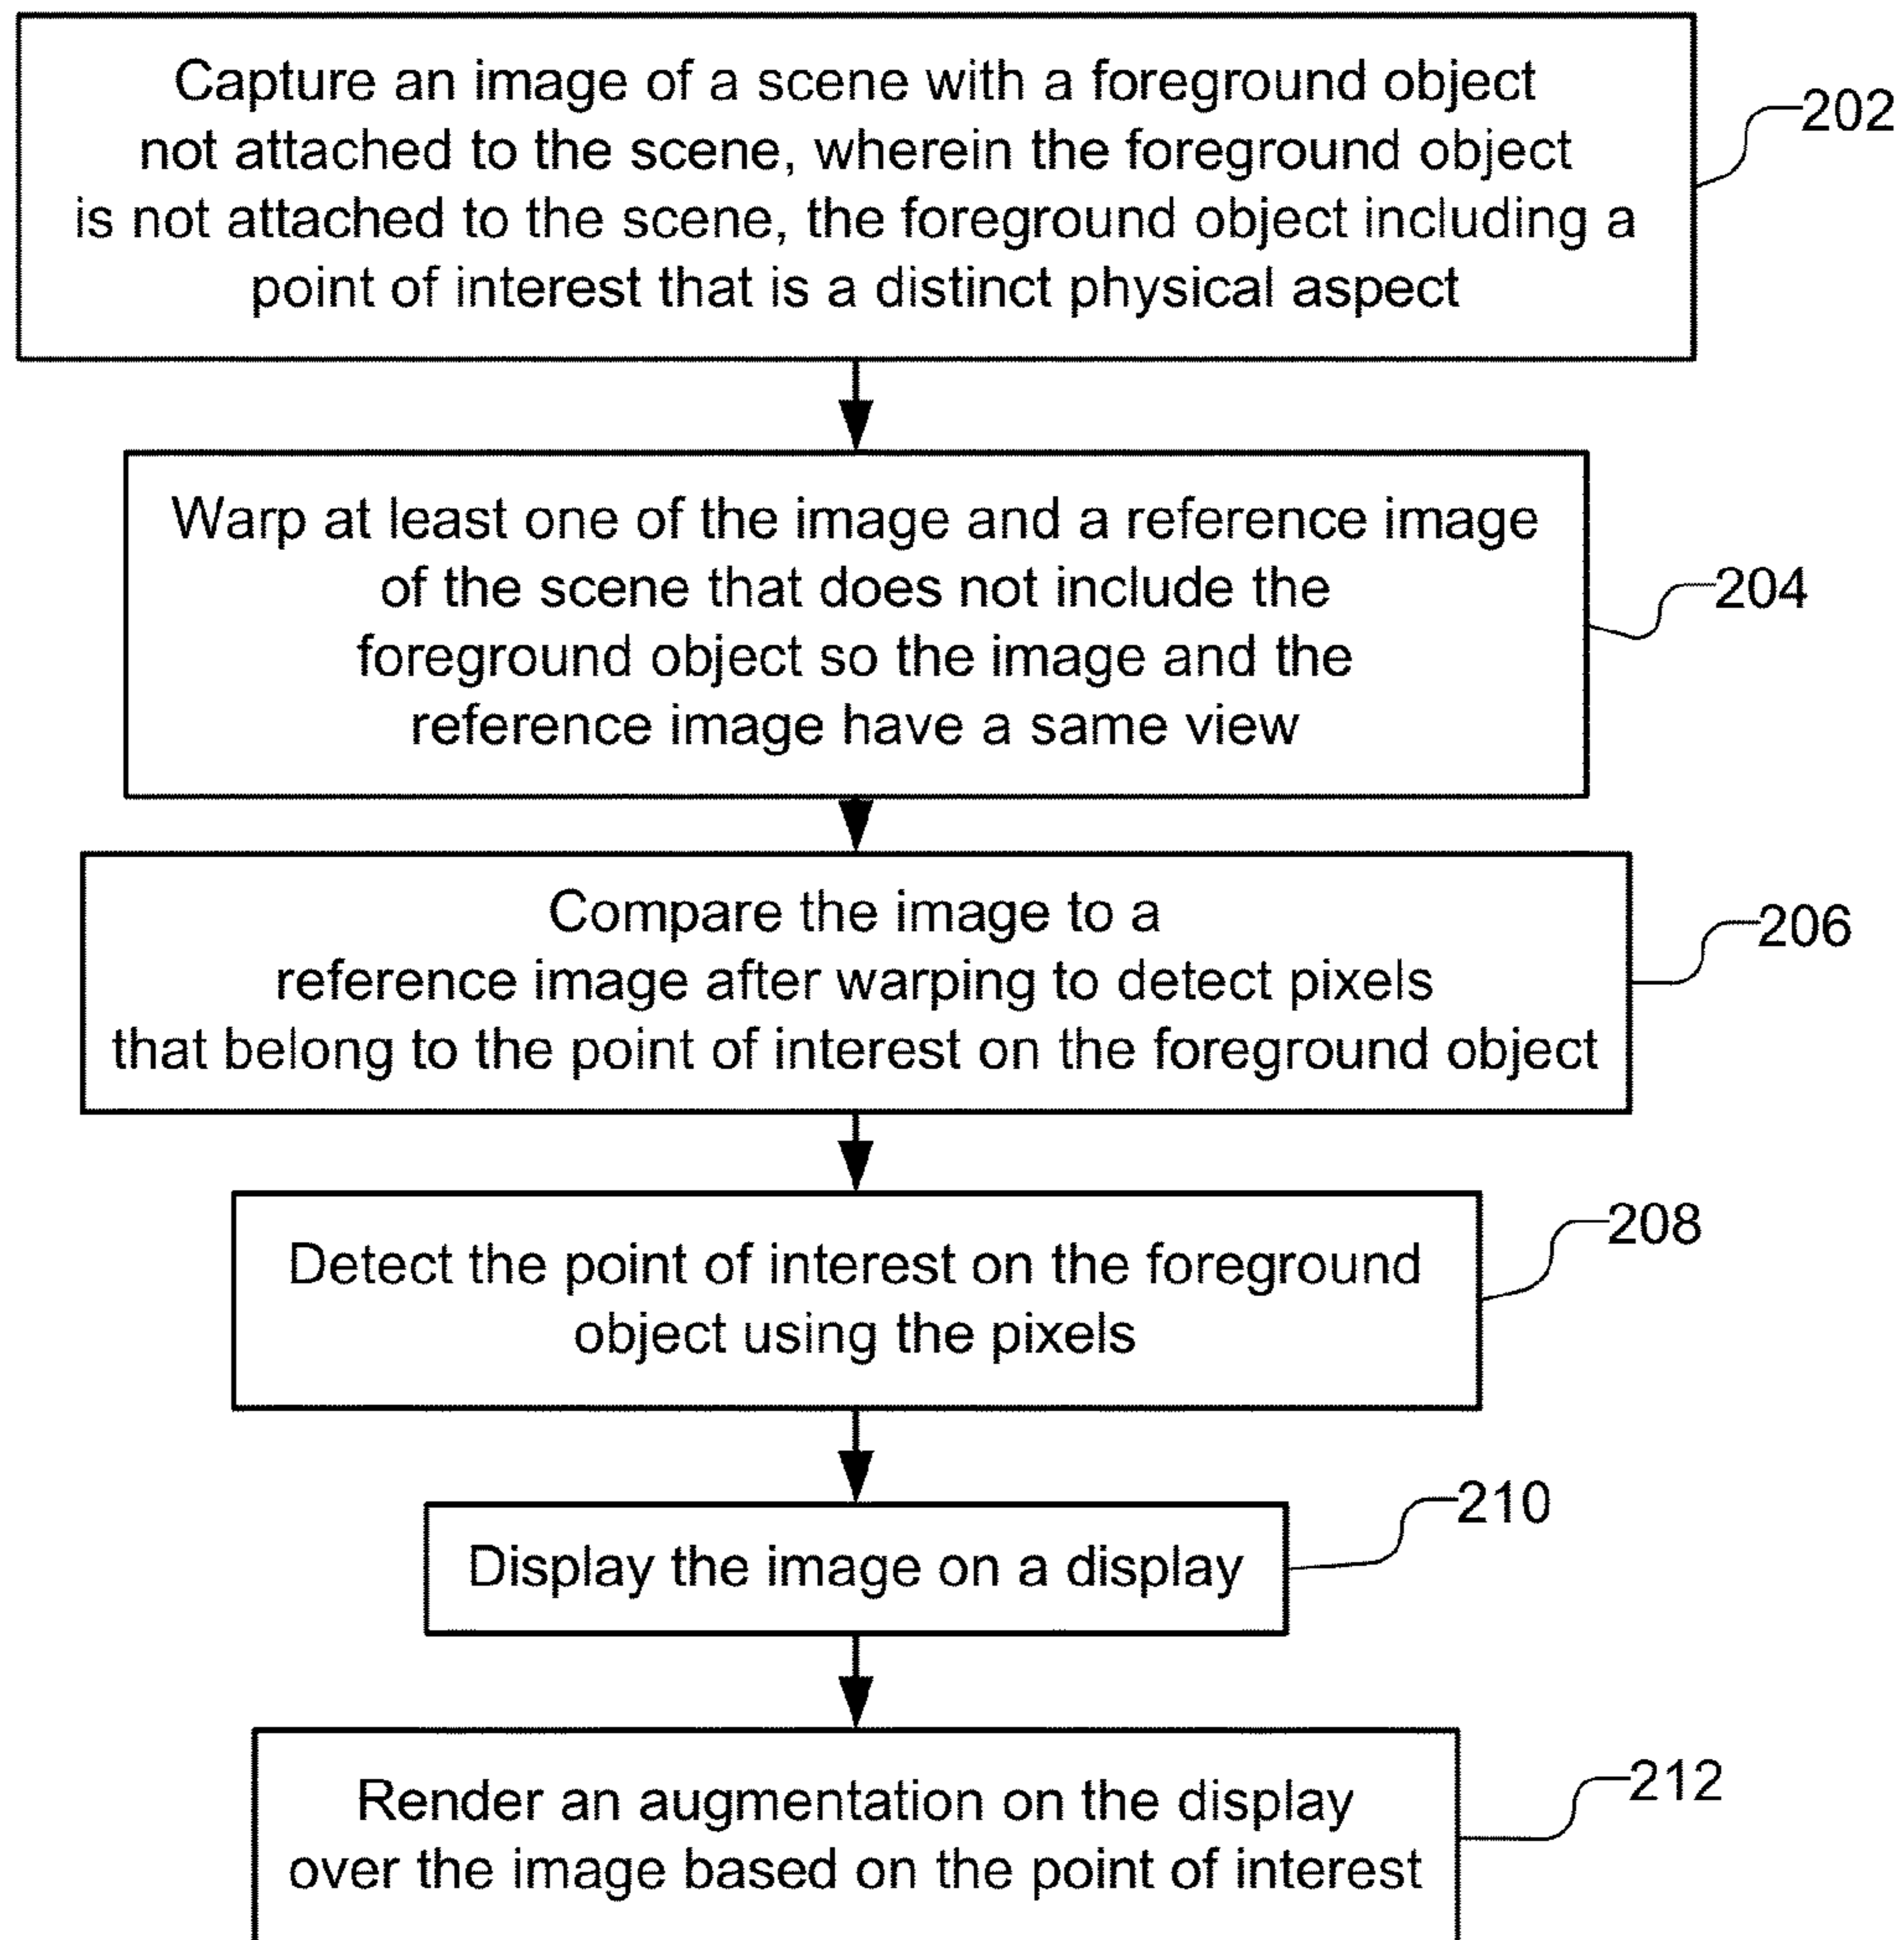 Capture an image of a scene with a foreground object
not attached to the scene, wherein the foreground object
is not attached to the scene, the foreground object including a
point of interest that is a distinct physical aspect
202
Warp at least one of the image and a reference image
of the scene that does not include the
foreground object so the image and the
reference image have a same view
204
Compare the image to a
reference image after warping to detect pixels
that belong to the point of interest on the foreground object
206
Detect the point of interest on the foreground
object using the pixels
208
Display the image on a display
210
Render an augmentation on the display
over the image based on the point of interest
212